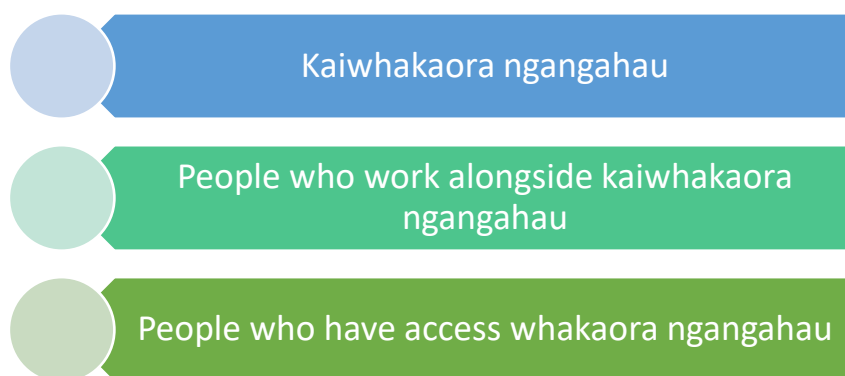 Kaiwhakaora ngangahau
People who work alongside kaiwhakaora
ngangahau
People who have access whakaora ngangahau